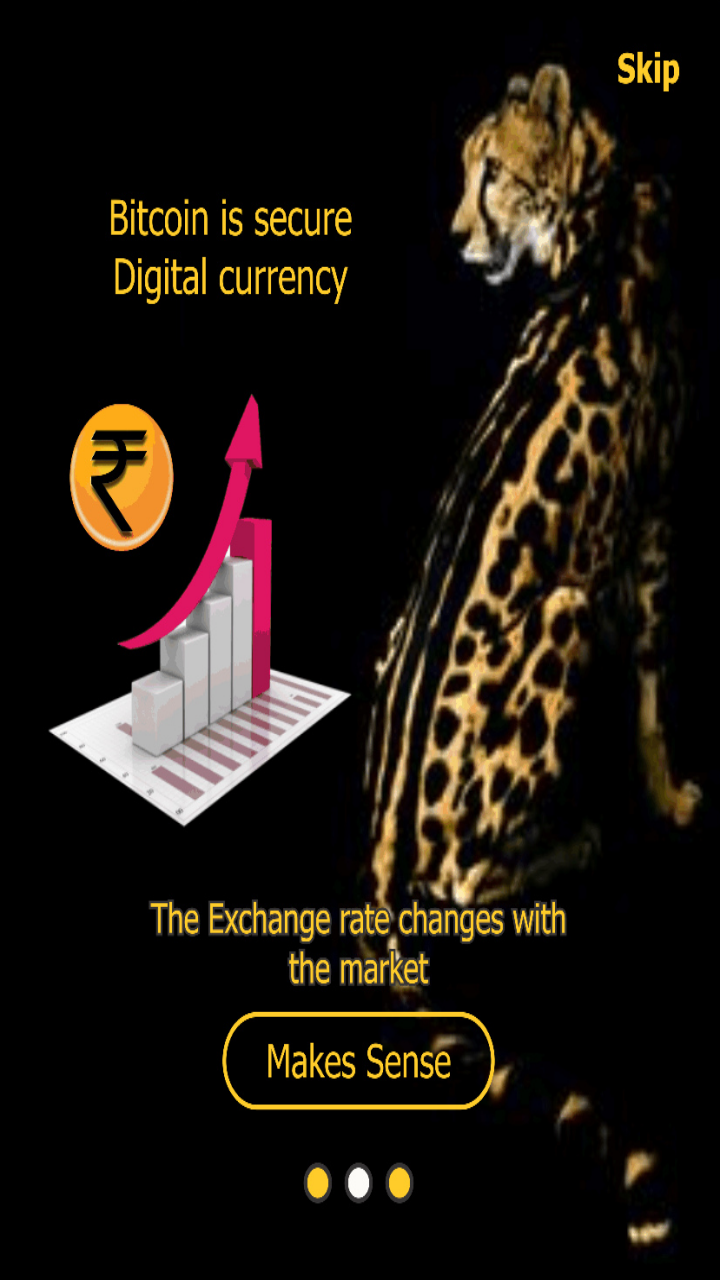 Skip
Bitcoin is secure
Digital currency
₹
The Exchange rate changes with
the market
Makes Sense